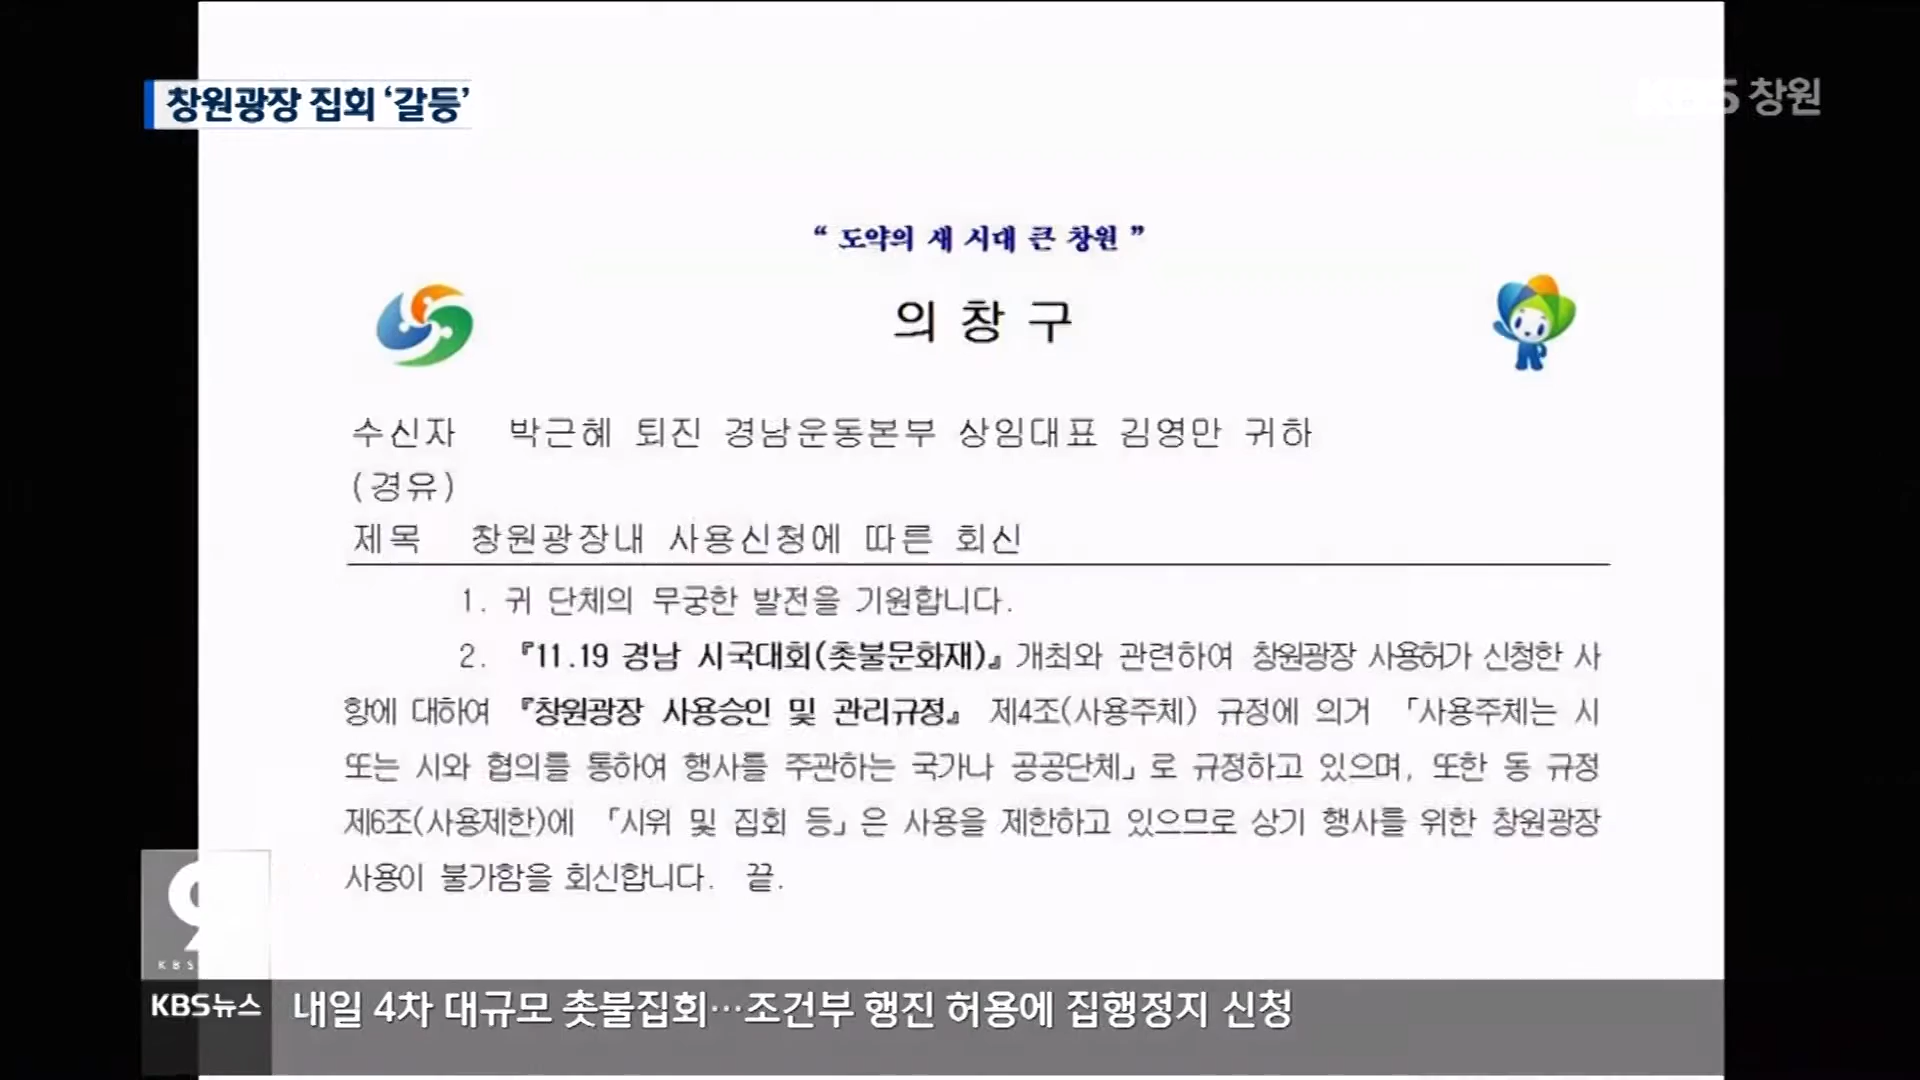 창원광장 집회 ‘갈등’
KBS 창원
“ 도약의 새 시대 큰 창원 ”
의 창 구
수신자 박근혜 퇴진 경남운동본부 상임대표 김영만 귀하
(경유)
제목 창원광장내 사용신청에 따른 회신
1. 귀 단체의 무궁한 발전을 기원합니다.
2. 『11.19 경남 시국대회(촛불문화재)』 개최와 관련하여 창원광장 사용허가 신청한 사
항에 대하여 『창원광장 사용승인 및 관리규정』 제4조(사용주체) 규정에 의거 「사용주체는 시
또는 시와 협의를 통하여 행사를 주관하는 국가나 공공단체」로 규정하고 있으며, 또한 동 규정
제6조(사용제한)에 「시위 및 집회 등」은 사용을 제한하고 있으므로 상기 행사를 위한 창원광장
사용이 불가함을 회신합니다. 끝.
9
KBS
KBS뉴스 내일 4차 대규모 촛불집회…조건부 행진 허용에 집행정지 신청